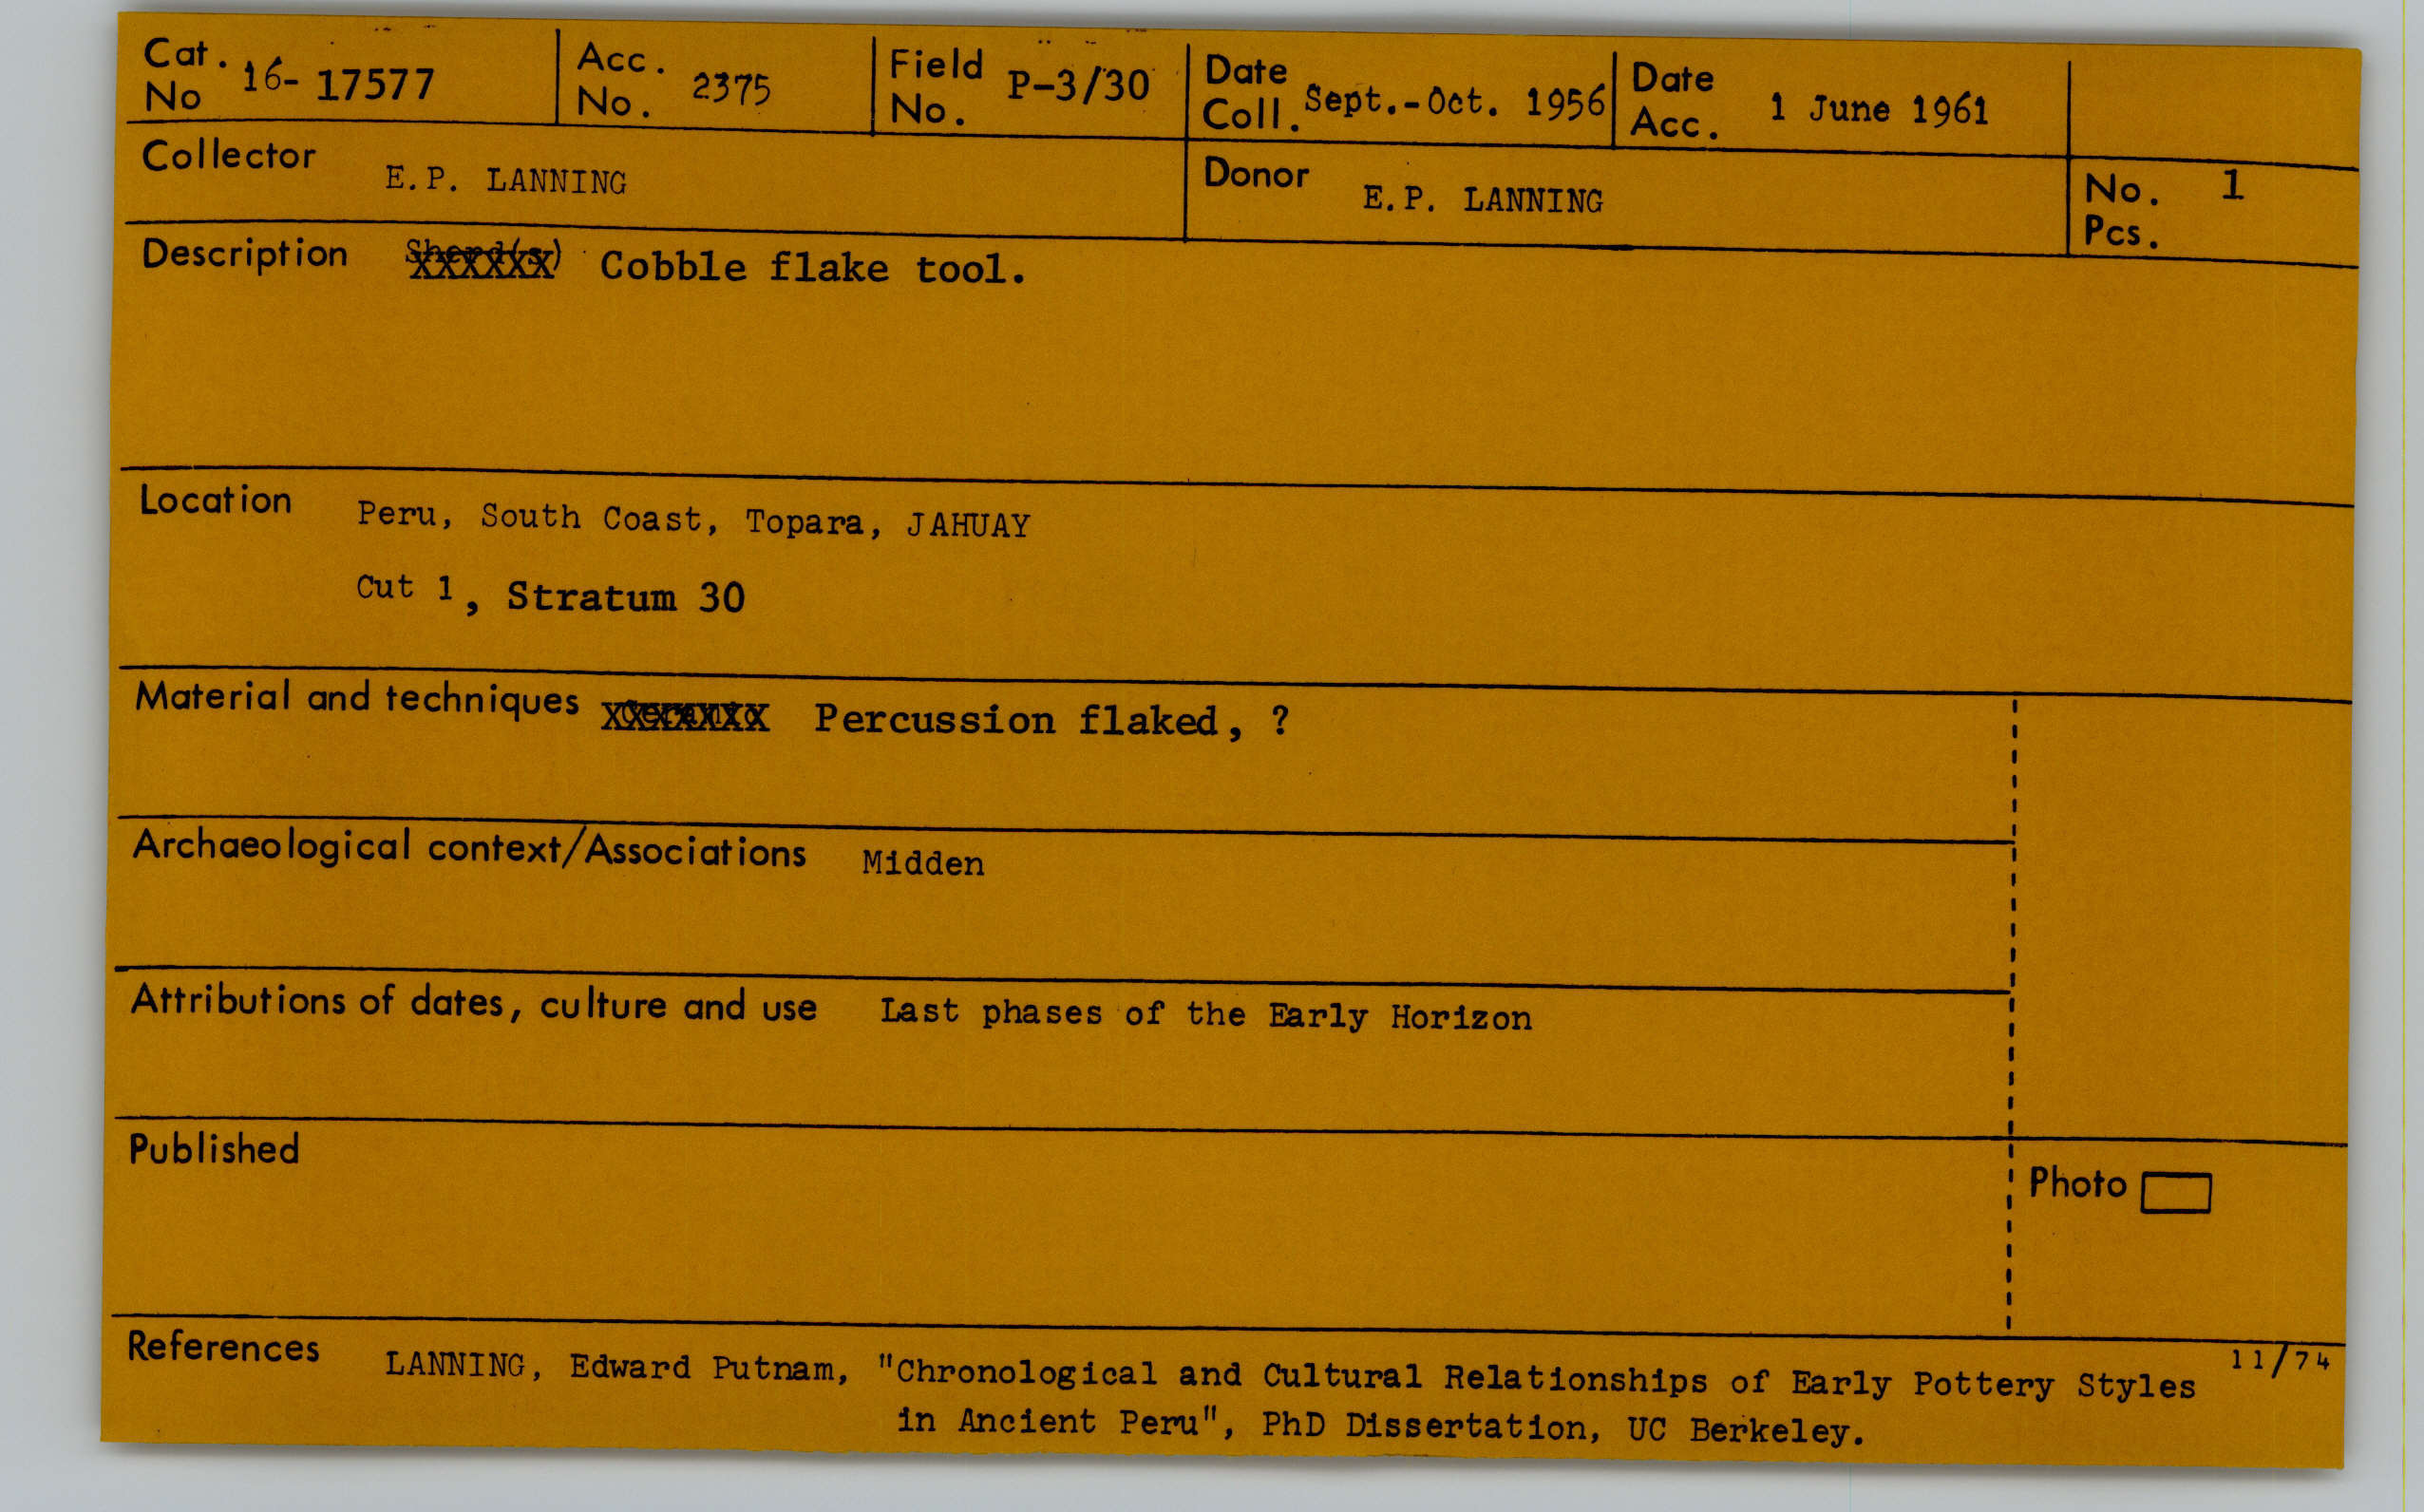 Cat. No 16- 17577
Acc. No. 2375
Field No. P-3/30
Date Coll. Sept.-Oct. 1956
Date Acc. 1 June 1961
Collector E.P. LANNING
Donor E.P. LANNING
No. Pcs. 1
Description Sherd(s) XXXXXX Cobble flake tool.
Location Peru, South Coast, Topara, JAHUAY
Cut 1, Stratum 30
Material and techniques XXXXXXX Percussion flaked, ?
Archaeological context/Associations Midden
Attributions of dates, culture and use Last phases of the Early Horizon
Published
Photo
References LANNING, Edward Putnam, "Chronological and Cultural Relationships of Early Pottery Styles
in Ancient Peru", PhD Dissertation, UC Berkeley.
11/74